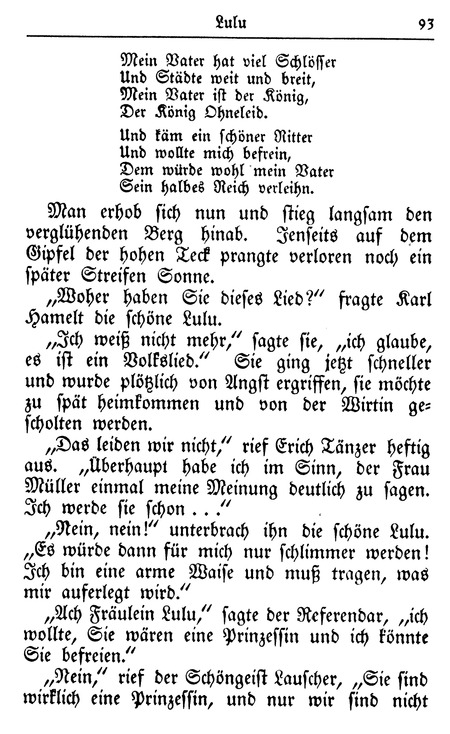 Lulu 93
Mein Vater hat viel Schlösser
Und Städte weit und breit,
Mein Vater ist der König,
Der König Ohneleid.
Und käm ein schöner Ritter
Und wollte mich befrein,
Dem würde wohl mein Vater
Sein halbes Reich verleihn.
Man erhob sich nun und stieg langsam den
verglühenden Berg hinab. Jenseits auf dem
Gipfel der hohen Teck prangte verloren noch ein
später Streifen Sonne.
„Woher haben Sie dieses Lied?“ fragte Karl
Hamelt die schöne Lulu.
„Ich weiß nicht mehr,“ sagte sie, „ich glaube,
es ist ein Volkslied.“ Sie ging jetzt schneller
und wurde plötzlich von Angst ergriffen, sie möchte
zu spät heimkommen und von der Wirtin ge-
scholten werden.
„Das leiden wir nicht,“ rief Erich Tänzer heftig
aus. „Überhaupt habe ich im Sinn, der Frau
Müller einmal meine Meinung deutlich zu sagen.
Ich werde sie schon . . .“
„Nein, nein!“ unterbrach ihn die schöne Lulu.
„Es würde dann für mich nur schlimmer werden!
Ich bin eine arme Waise und muß tragen, was
mir auferlegt wird.“
„Ach Fräulein Lulu,“ sagte der Referendar, „ich
wollte, Sie wären eine Prinzessin und ich könnte
Sie befreien.“
„Nein,“ rief der Schöngeist Lauscher, „Sie sind
wirklich eine Prinzessin, und nur wir sind nicht